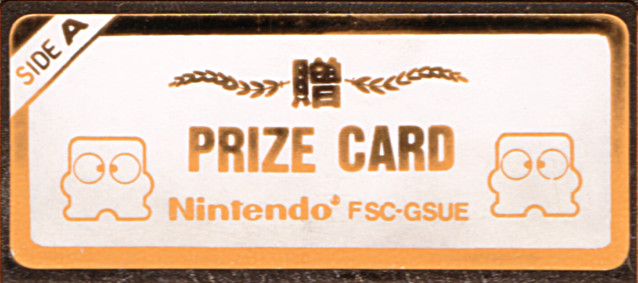 SIDE A
贈
PRIZE CARD
Nintendo® FSC-GSUE